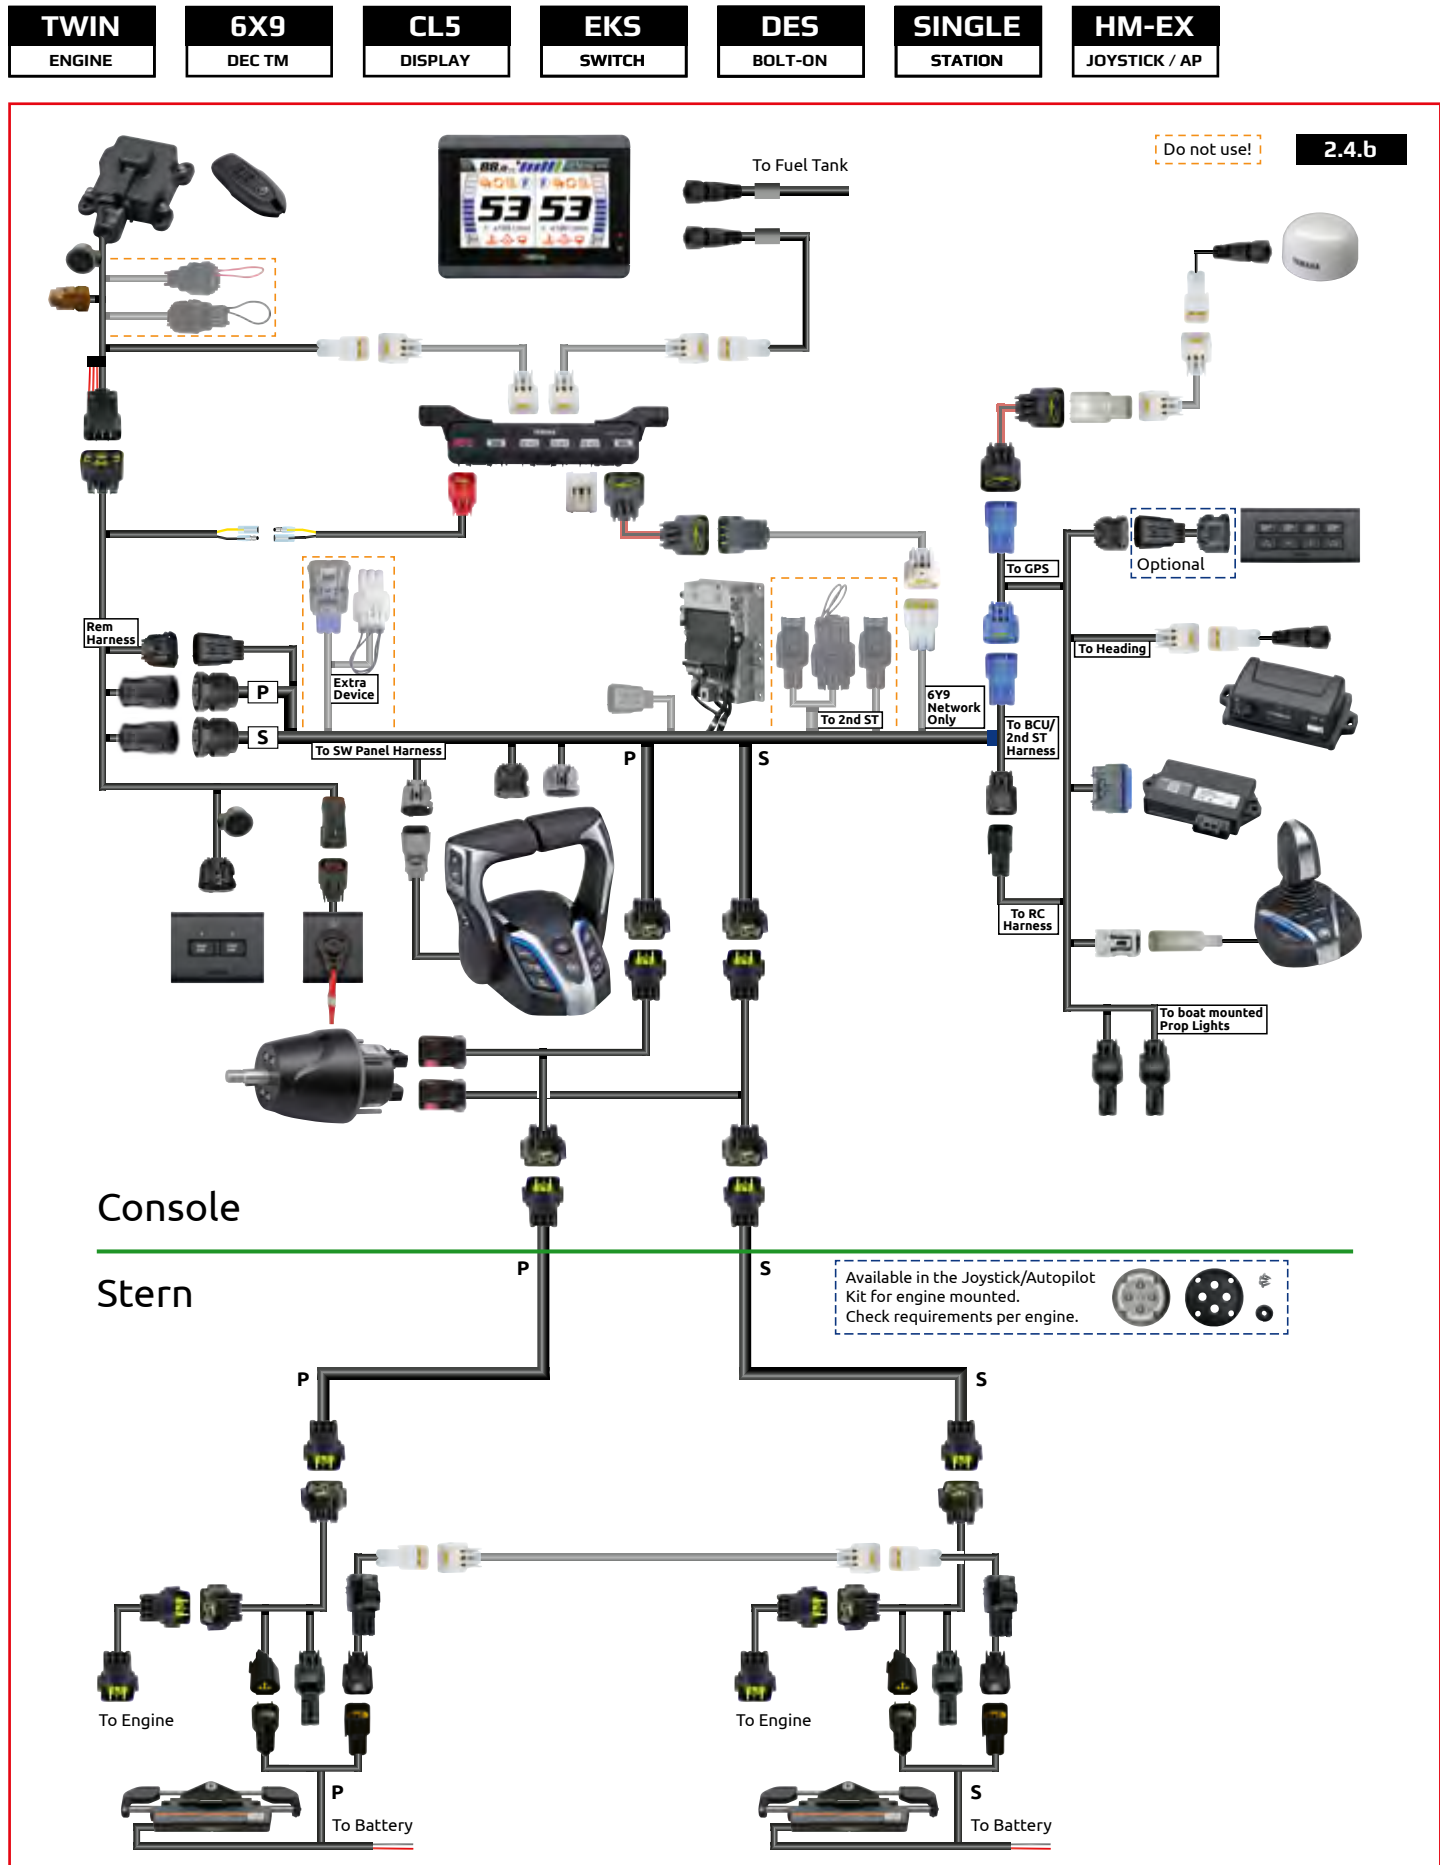 TWIN
ENGINE
6X9
DEC TM
CL5
DISPLAY
EKS
SWITCH
DES
BOLT-ON
SINGLE
STATION
HM-EX
JOYSTICK / AP
Do not use!
2.4.b
To Fuel Tank
53 53
YAMAHA
To GPS
Optional
Rem
Harness
To Heading
P
Extra
Device
S
To 2nd ST
6Y9
Network
Only
To BCU/
2nd ST
Harness
To SW Panel Harness
P
S
To RC
Harness
To boat mounted
Prop Lights
Console
Stern
P
S
Available in the Joystick/Autopilot
Kit for engine mounted.
Check requirements per engine.
P
S
To Engine
To Engine
P
S
To Battery
To Battery